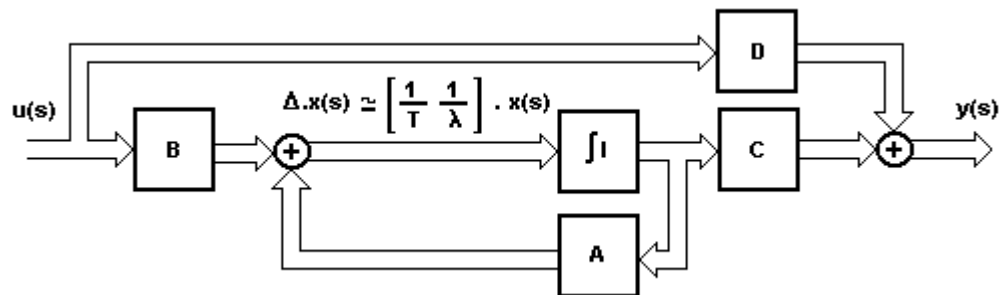 D
u(s)
Δ.x(s) ≃ [ 1/T 1/λ ] . x(s)
y(s)
B
+
∫I
C
+
A